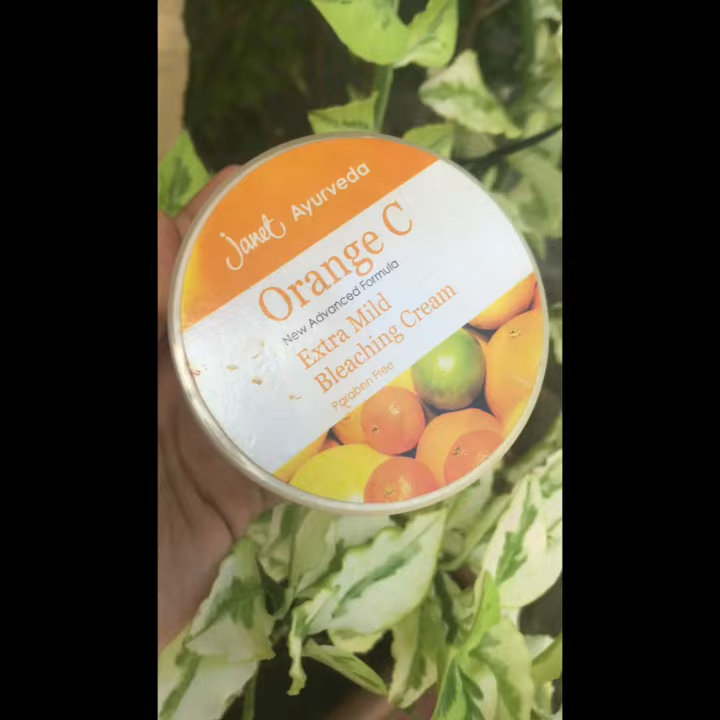 Janet Ayurveda
Orange C
New Advanced Formula
Extra Mild
Bleaching Cream
Paraben Free